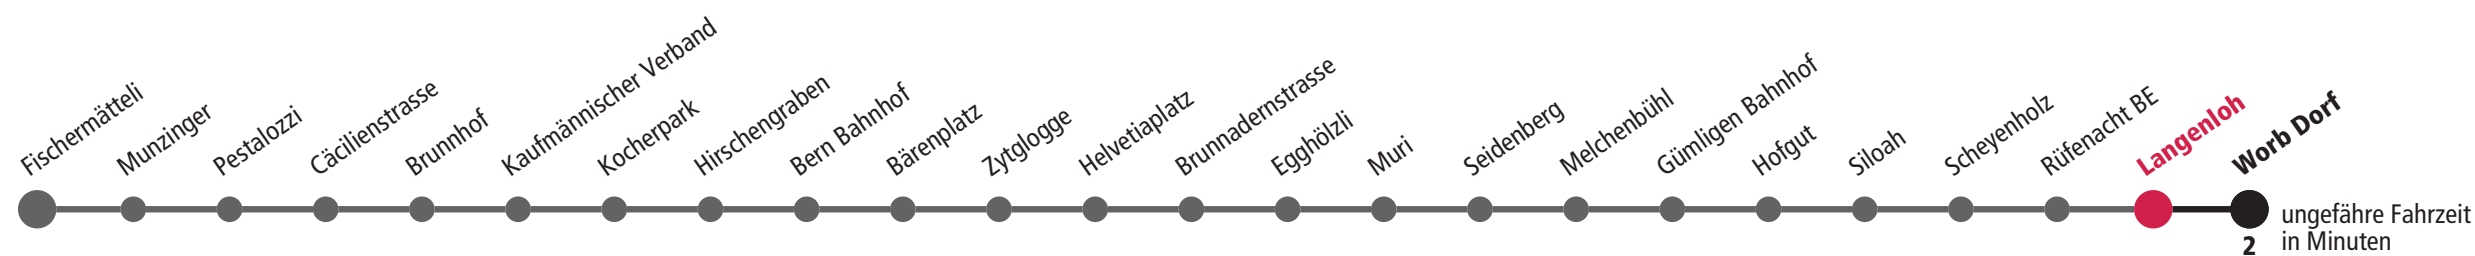 Fischermätteli
Munzinger
Pestalozzi
Cäcilienstrasse
Brunnhof
Kaufmännischer Verband
Kocherpark
Hirschengraben
Bern Bahnhof
Bärenplatz
Zytglogge
Helvetiaplatz
Brunnadernstrasse
Egghölzli
Muri
Seidenberg
Melchenbühl
Gümligen Bahnhof
Hofgut
Siloah
Scheyenholz
Rüfenacht BE
Langenloh
Worb Dorf
2
ungefähre Fahrzeit
in Minuten